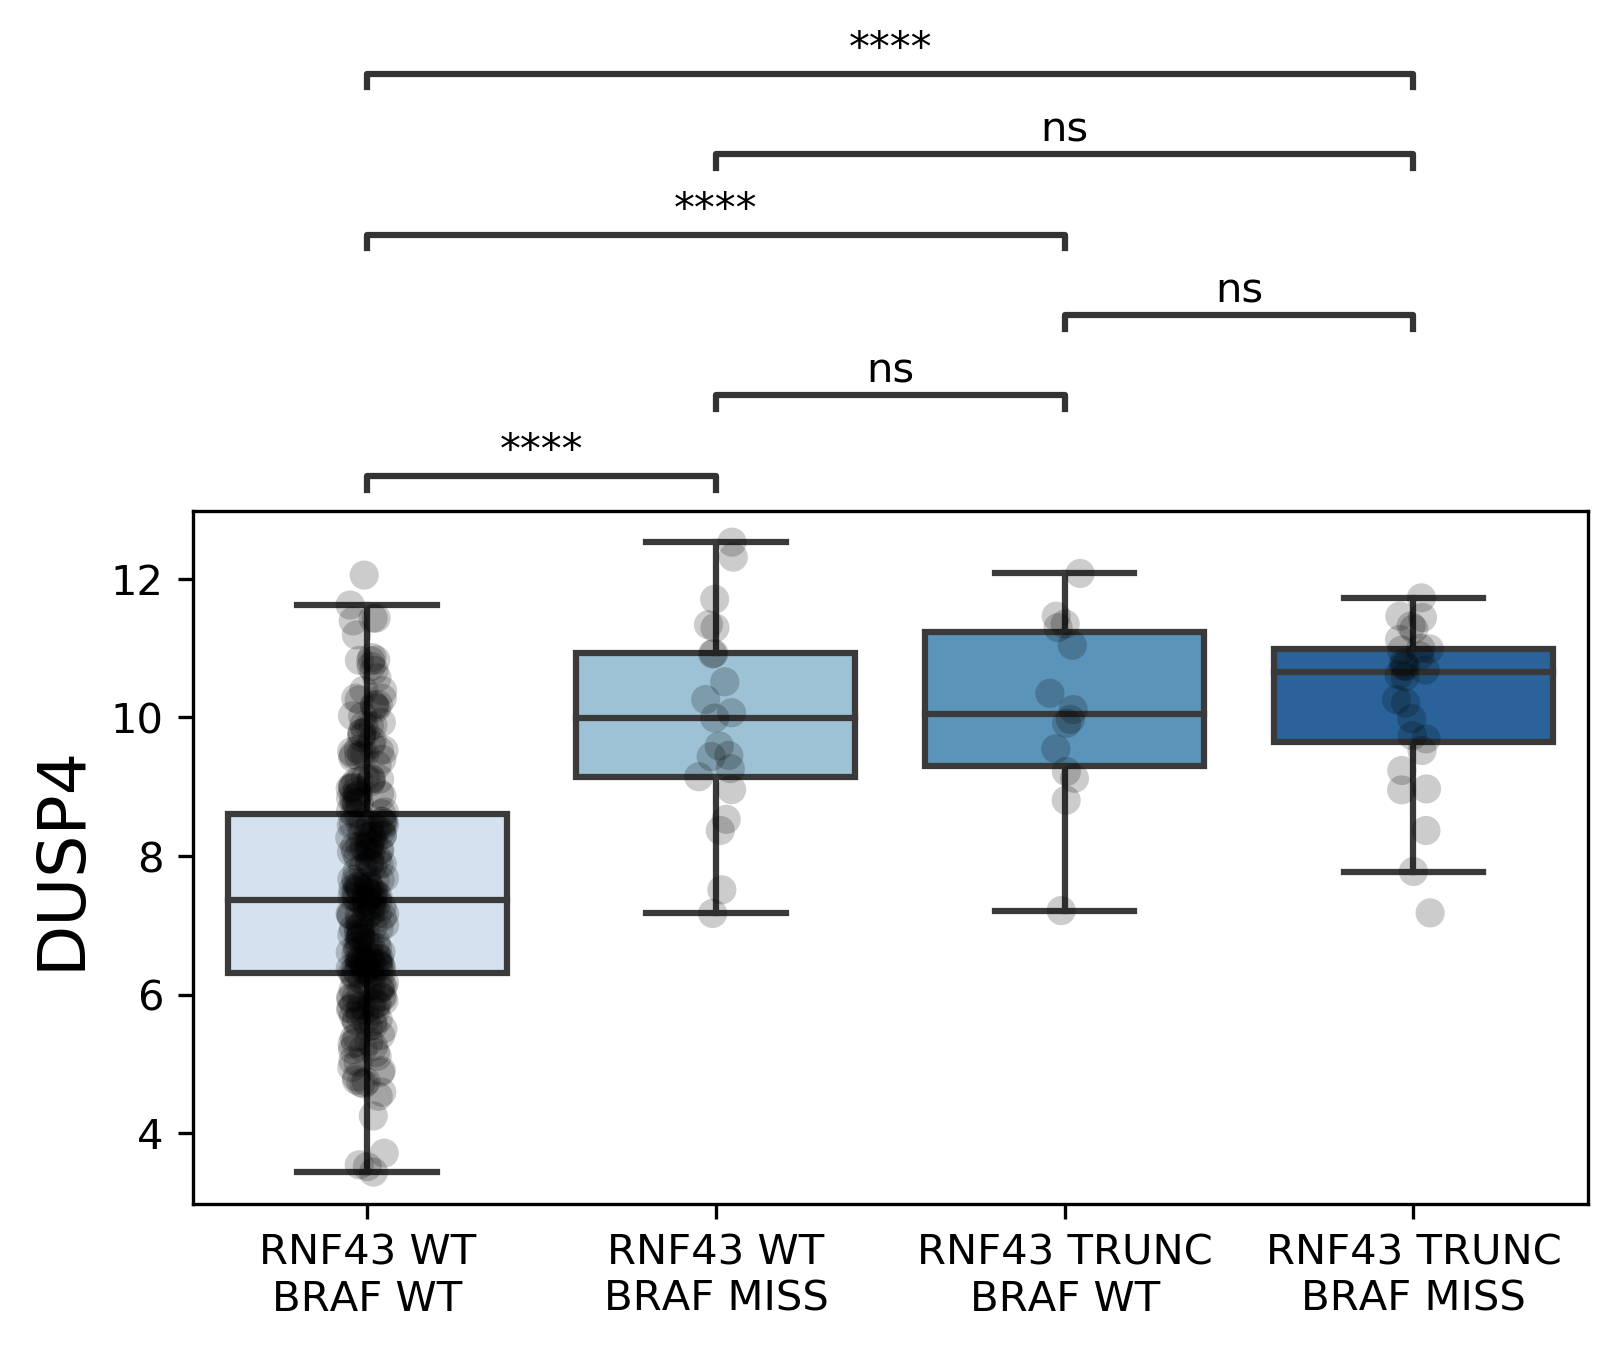 ****
ns
****
ns
ns
****
12
10
8
6
4
DUSP4
RNF43 WT
BRAF WT
RNF43 WT
BRAF MISS
RNF43 TRUNC
BRAF WT
RNF43 TRUNC
BRAF MISS